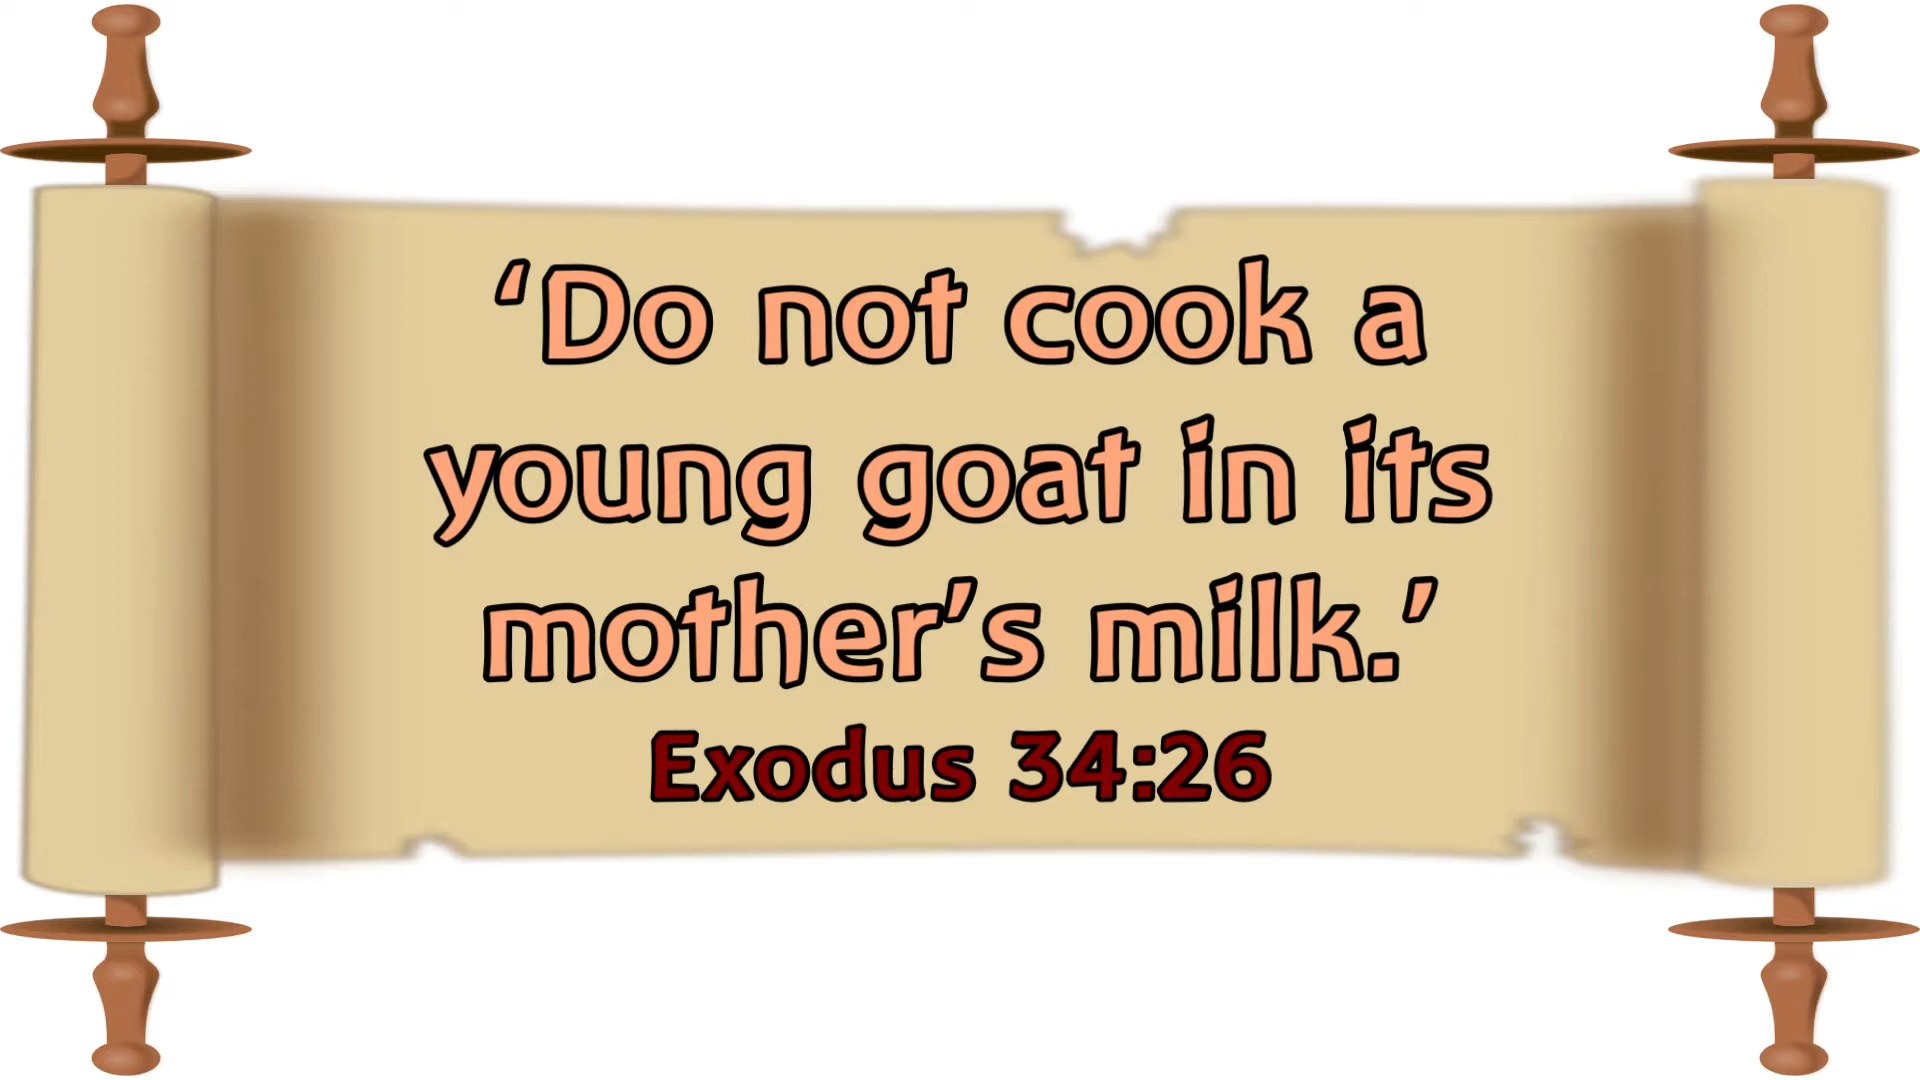 ‘Do not cook a
young goat in its
mother’s milk.’
Exodus 34:26